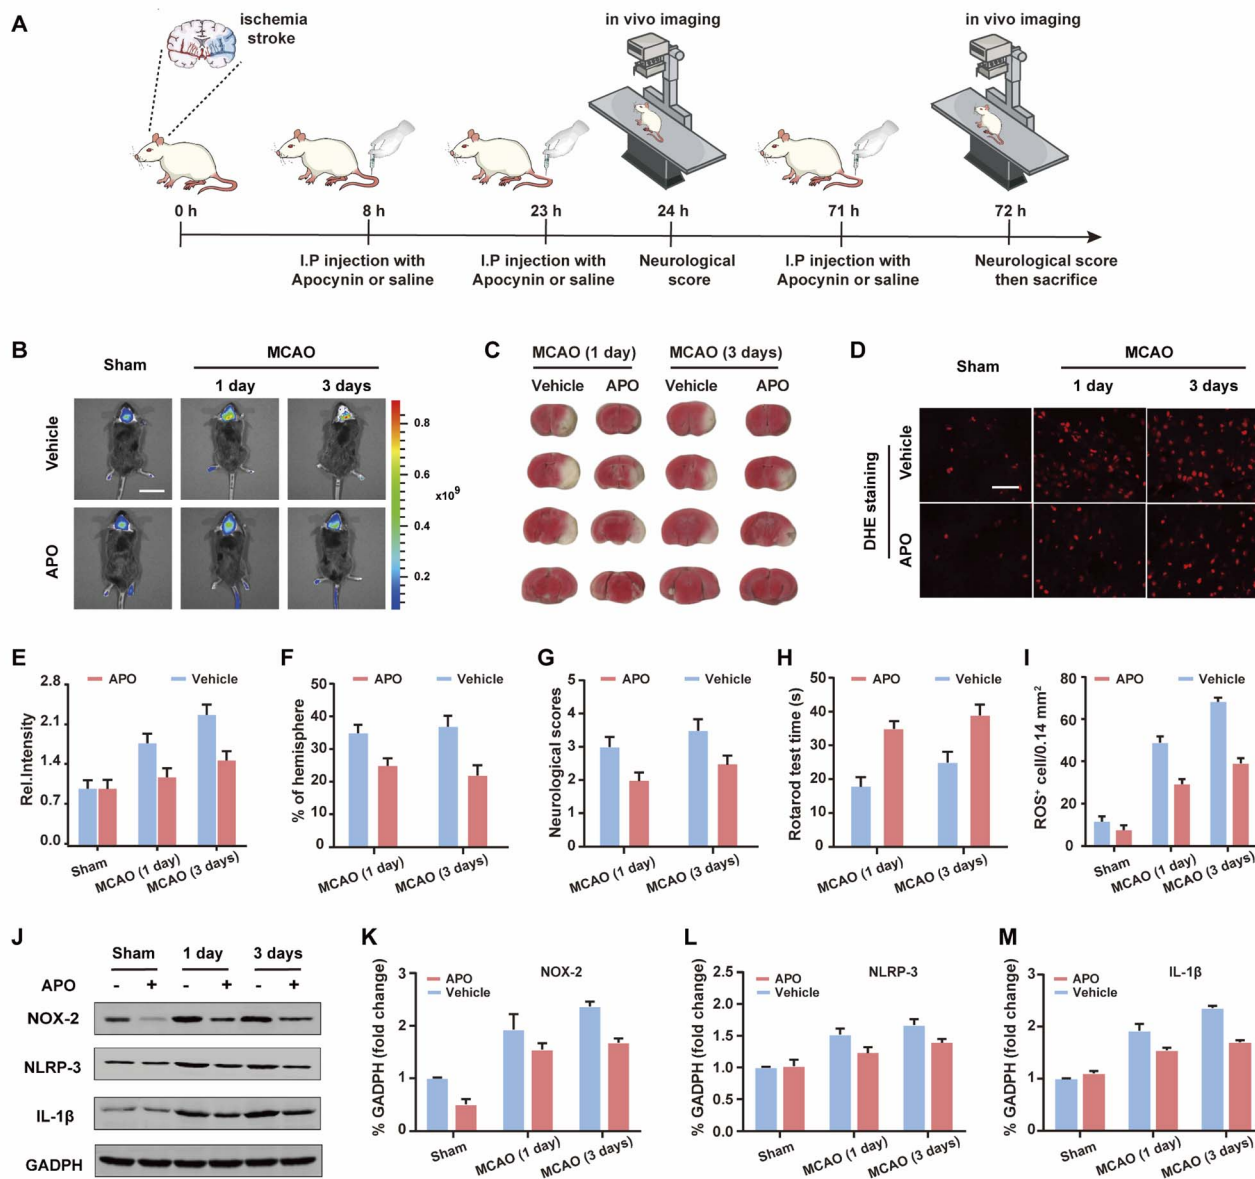 A
ischemia
stroke
in vivo imaging
in vivo imaging
0 h
8 h
23 h
24 h
71 h
72 h
I.P injection with
Apocynin or saline
I.P injection with
Apocynin or saline
Neurological
score
I.P injection with
Apocynin or saline
Neurological score
then sacrifice
B
Sham
MCAO
1 day
3 days
Vehicle
APO
0.8
0.6
x10⁹
0.4
0.2
C
MCAO (1 day)
MCAO (3 days)
Vehicle
APO
Vehicle
APO
D
Sham
MCAO
1 day
3 days
DHE staining
Vehicle
APO
E
APO
Vehicle
Rel.Intensity
2.8
2.1
1.4
0.7
0.0
Sham
MCAO (1 day)
MCAO (3 days)
F
APO
Vehicle
% of hemisphere
50
40
30
20
10
0
MCAO (1 day)
MCAO (3 days)
G
APO
Vehicle
Neurological scores
5
4
3
2
1
0
MCAO (1 day)
MCAO (3 days)
H
APO
Vehicle
Rotarod test time (s)
50
40
30
20
10
0
MCAO (1 day)
MCAO (3 days)
I
APO
Vehicle
ROS⁺ cell/0.14 mm²
80
60
40
20
0
Sham
MCAO (1 day)
MCAO (3 days)
J
Sham
1 day
3 days
APO - + - + - +
NOX-2
NLRP-3
IL-1β
GADPH
K
NOX-2
APO
Vehicle
% GADPH (fold change)
3
2
1
0
Sham
MCAO (1 day)
MCAO (3 days)
L
NLRP-3
APO
Vehicle
% GADPH (fold change)
2.5
2.0
1.5
1.0
0.5
0.0
Sham
MCAO (1 day)
MCAO (3 days)
M
IL-1β
APO
Vehicle
% GADPH (fold change)
3
2
1
0
Sham
MCAO (1 day)
MCAO (3 days)